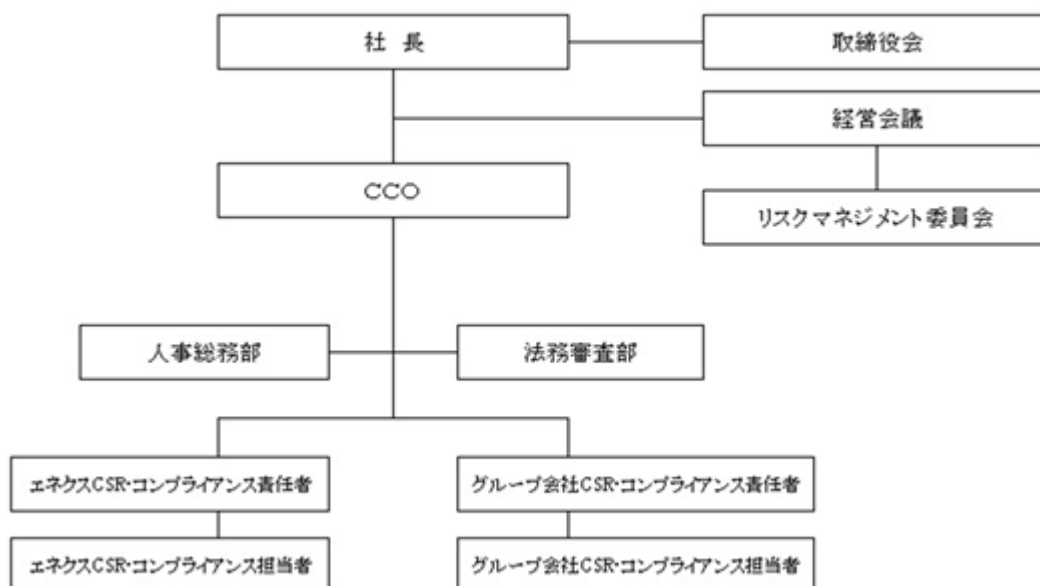 社 長
取締役会
経営会議
CCO
リスクマネジメント委員会
人事総務部
法務審査部
エネクスCSR・コンプライアンス責任者
グループ会社CSR・コンプライアンス責任者
エネクスCSR・コンプライアンス担当者
グループ会社CSR・コンプライアンス担当者